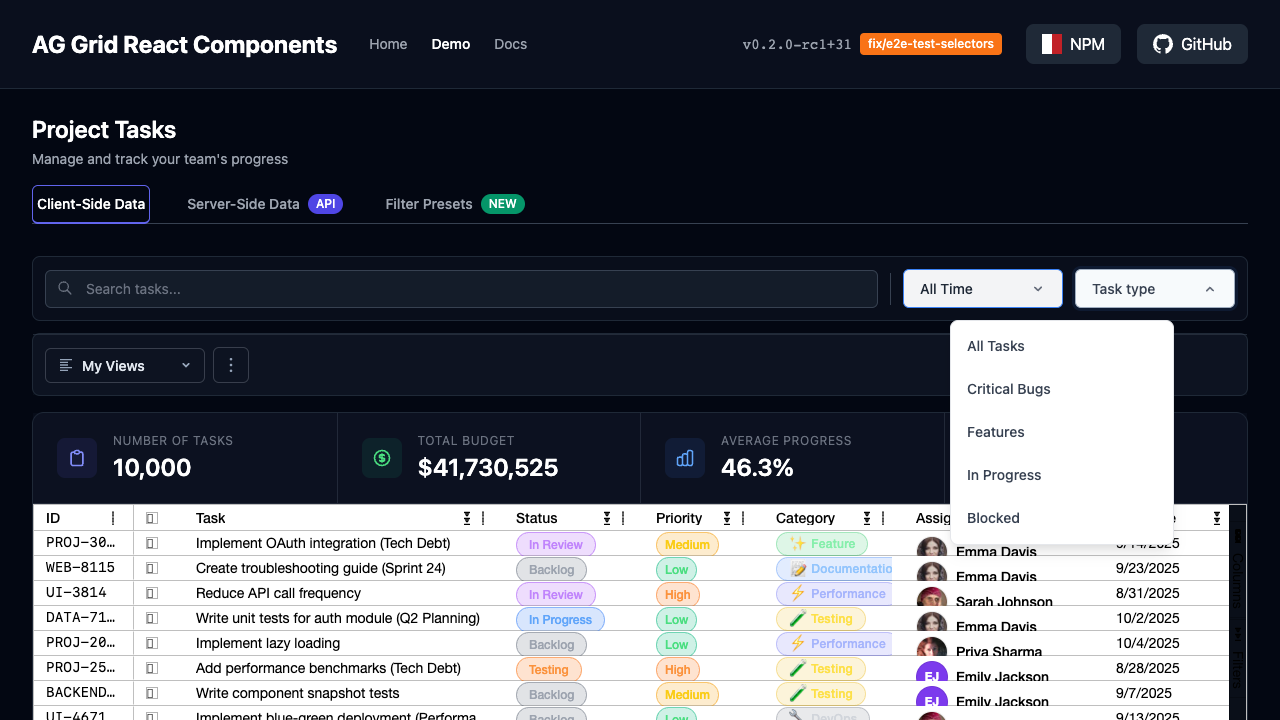 AG Grid React Components
Home
Demo
Docs
v0.2.0-rc1+31
fix/e2e-test-selectors
NPM
GitHub
Project Tasks
Manage and track your team's progress
Client-Side Data
Server-Side Data API
Filter Presets NEW
Search tasks...
All Time
Task type
All Tasks
Critical Bugs
Features
In Progress
Blocked
My Views
NUMBER OF TASKS
10,000
TOTAL BUDGET
$41,730,525
AVERAGE PROGRESS
46.3%
ID Task Status Priority Category Assig
PROJ-30… Implement OAuth integration (Tech Debt) In Review Medium Feature Emma Davis 9/14/2025
WEB-8115 Create troubleshooting guide (Sprint 24) Backlog Low Documentatio Emma Davis 9/23/2025
UI-3814 Reduce API call frequency In Review High Performance Sarah Johnson 8/31/2025
DATA-71… Write unit tests for auth module (Q2 Planning) In Progress Low Testing Emma Davis 10/2/2025
PROJ-20… Implement lazy loading Backlog Low Performance Priya Sharma 10/4/2025
PROJ-25… Add performance benchmarks (Tech Debt) Testing High Testing EJ Emily Jackson 8/28/2025
BACKEND… Write component snapshot tests Backlog Medium Testing EJ Emily Jackson 9/7/2025
UI-4671 Implement blue-green deployment (Performa Backlog Low DevOps 9/13/2025
Columns
Filters